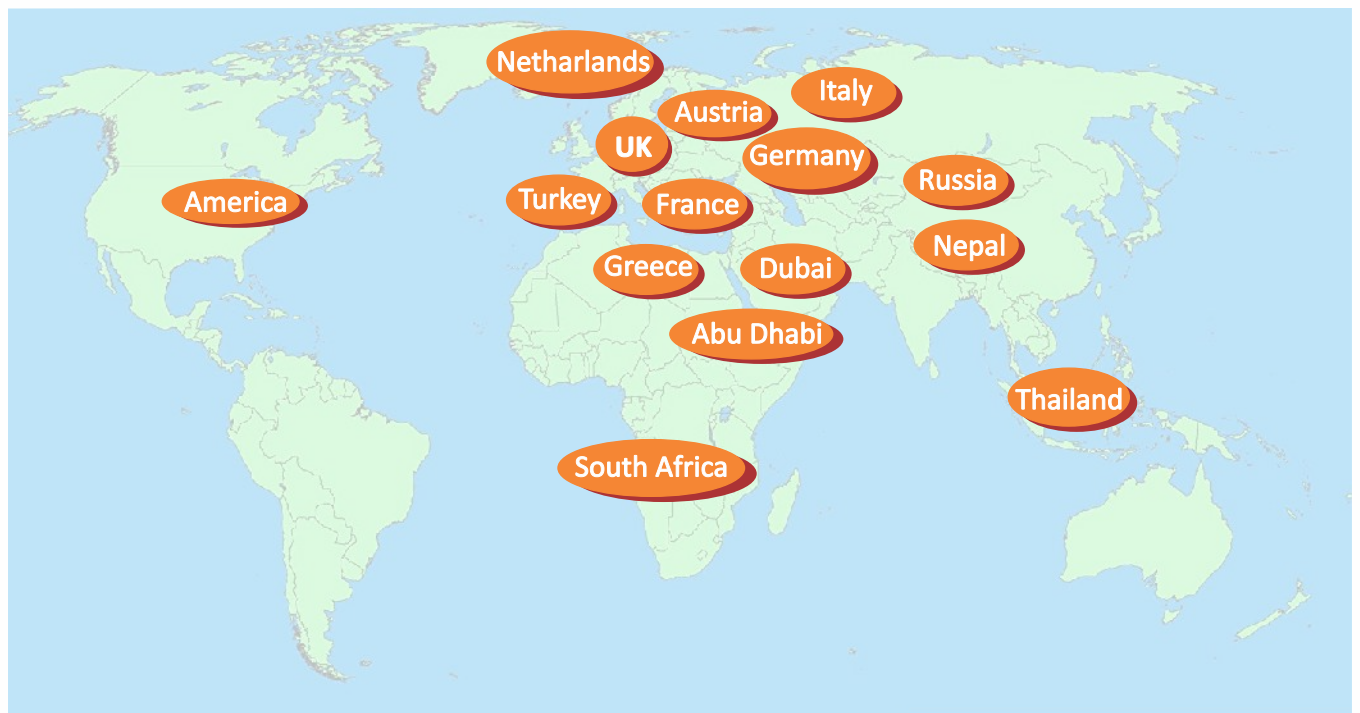 Netharlands
Italy
Austria
UK
Germany
Russia
America
Turkey
France
Nepal
Greece
Dubai
Abu Dhabi
Thailand
South Africa